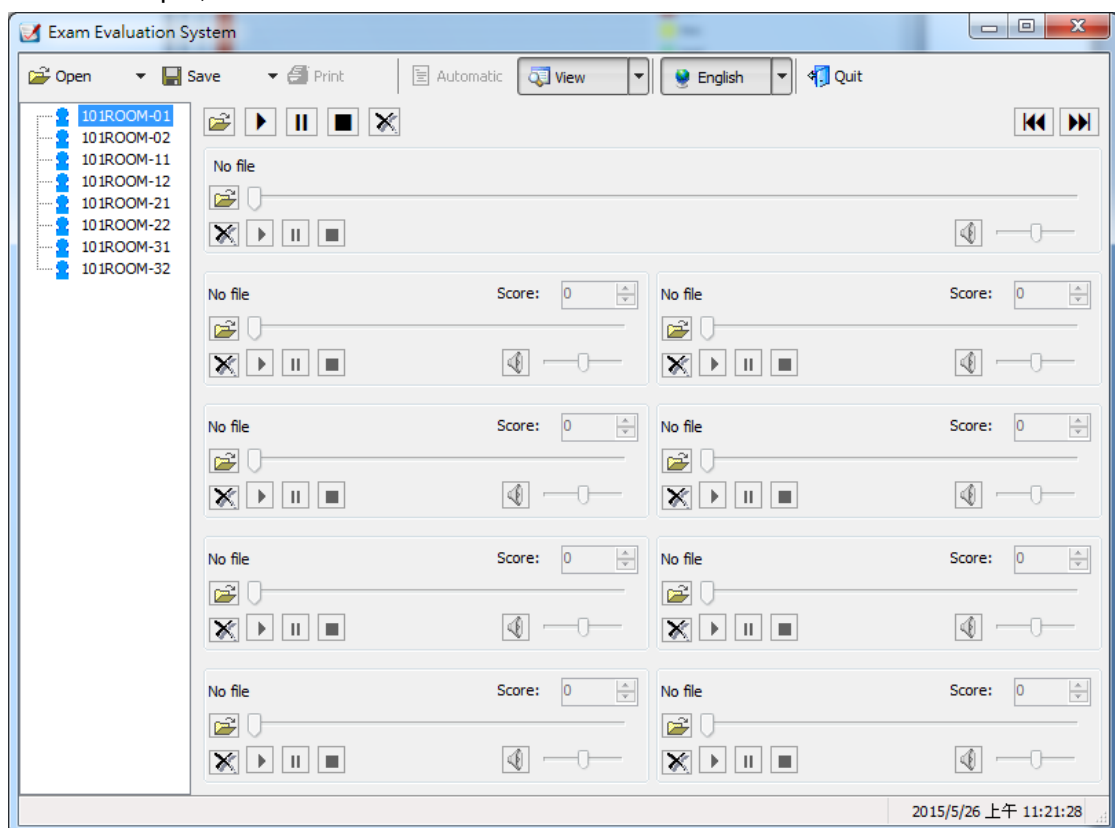 Exam Evaluation System
Open Save Print Automatic View English Quit
101ROOM-01
101ROOM-02
101ROOM-11
101ROOM-12
101ROOM-21
101ROOM-22
101ROOM-31
101ROOM-32
No file
No file Score: 0 No file Score: 0
No file Score: 0 No file Score: 0
No file Score: 0 No file Score: 0
No file Score: 0 No file Score: 0
2015/5/26 上午 11:21:28